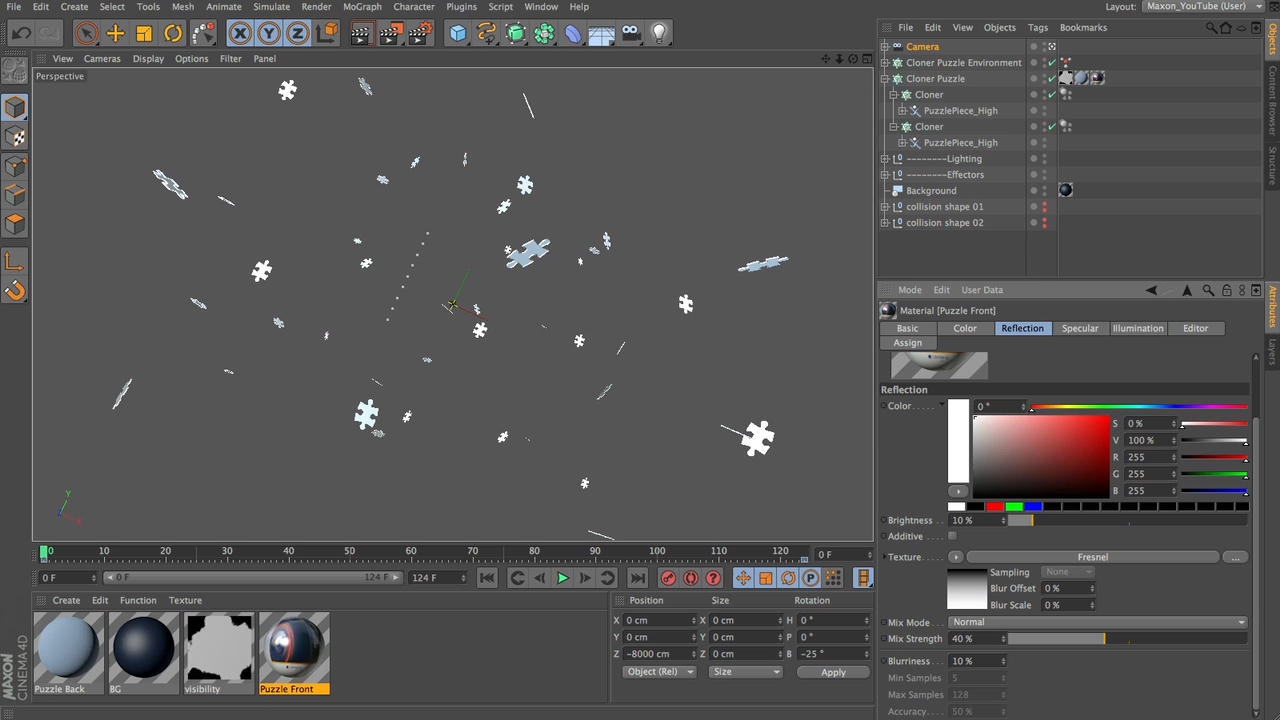 File Edit Create Select Tools Mesh Animate Simulate Render MoGraph Character Plugins Script Window Help Layout: Maxon_YouTube (User)
File Edit View Objects Tags Bookmarks
View Cameras Display Options Filter Panel
Perspective
Camera
Cloner Puzzle Environment
Cloner Puzzle
Cloner
PuzzlePiece_High
Cloner
PuzzlePiece_High
--------Lighting
--------Effectors
Background
collision shape 01
collision shape 02
Objects
Content Browser
Structure
Mode Edit User Data
Material [Puzzle Front]
Basic Color Reflection Specular Illumination Editor
Assign
Attributes
Layers
Reflection
Color 0 ° S 0 %
V 100 %
R 255
G 255
B 255
Brightness 10 %
Additive
Texture Fresnel ...
Sampling None
Blur Offset 0 %
Blur Scale 0 %
Mix Mode Normal
Mix Strength 40 %
Blurriness 10 %
Min Samples 5
Max Samples 128
Accuracy 50 %
Y
Z X
0 10 20 30 40 50 60 70 80 90 100 110 120 0 F
0 F 0 F 124 F 124 F
P
Create Edit Function Texture
Puzzle Back BG visibility Puzzle Front
Position Size Rotation
X 0 cm X 0 cm H 0 °
Y 0 cm Y 0 cm P 0 °
Z -8000 cm Z 0 cm B -25 °
Object (Rel) Size Apply
MAXON
CINEMA 4D